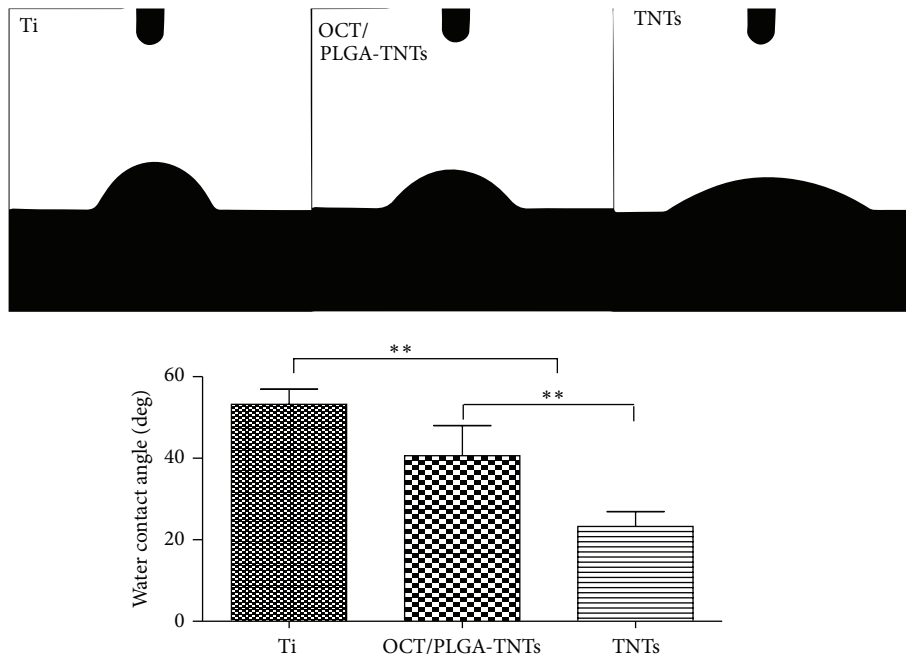 Ti
OCT/
PLGA-TNTs
TNTs
**
**
60
40
20
0
Water contact angle (deg)
Ti
OCT/PLGA-TNTs
TNTs